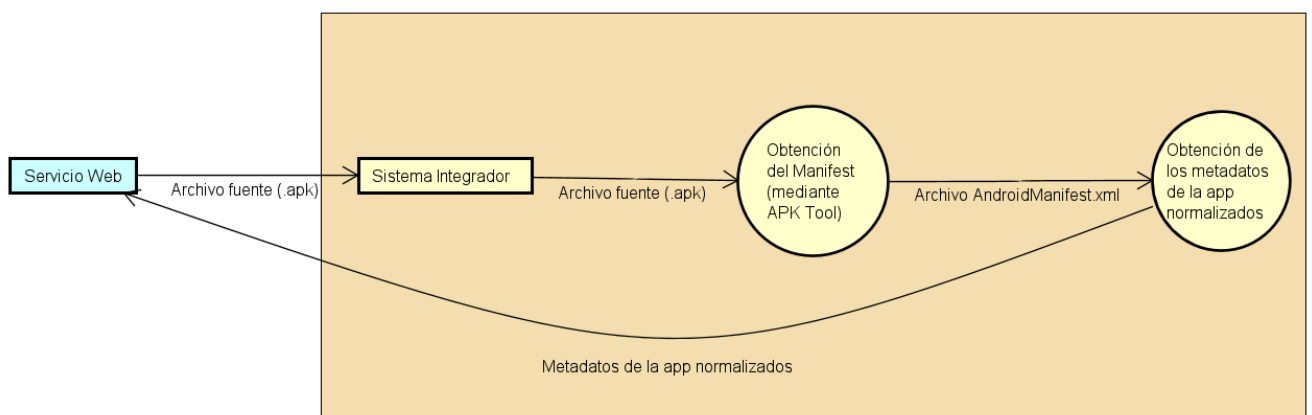 Servicio Web
Archivo fuente (.apk)
Sistema Integrador
Archivo fuente (.apk)
Obtención
del Manifest
(mediante
APK Tool)
Archivo AndroidManifest.xml
Obtención de
los metadatos
de la app
normalizados
Metadatos de la app normalizados